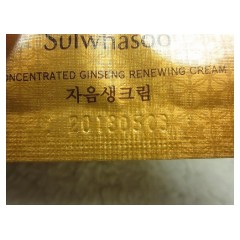 Sulwhasoo
CONCENTRATED GINSENG RENEWING CREAM
자음생크림
20180503